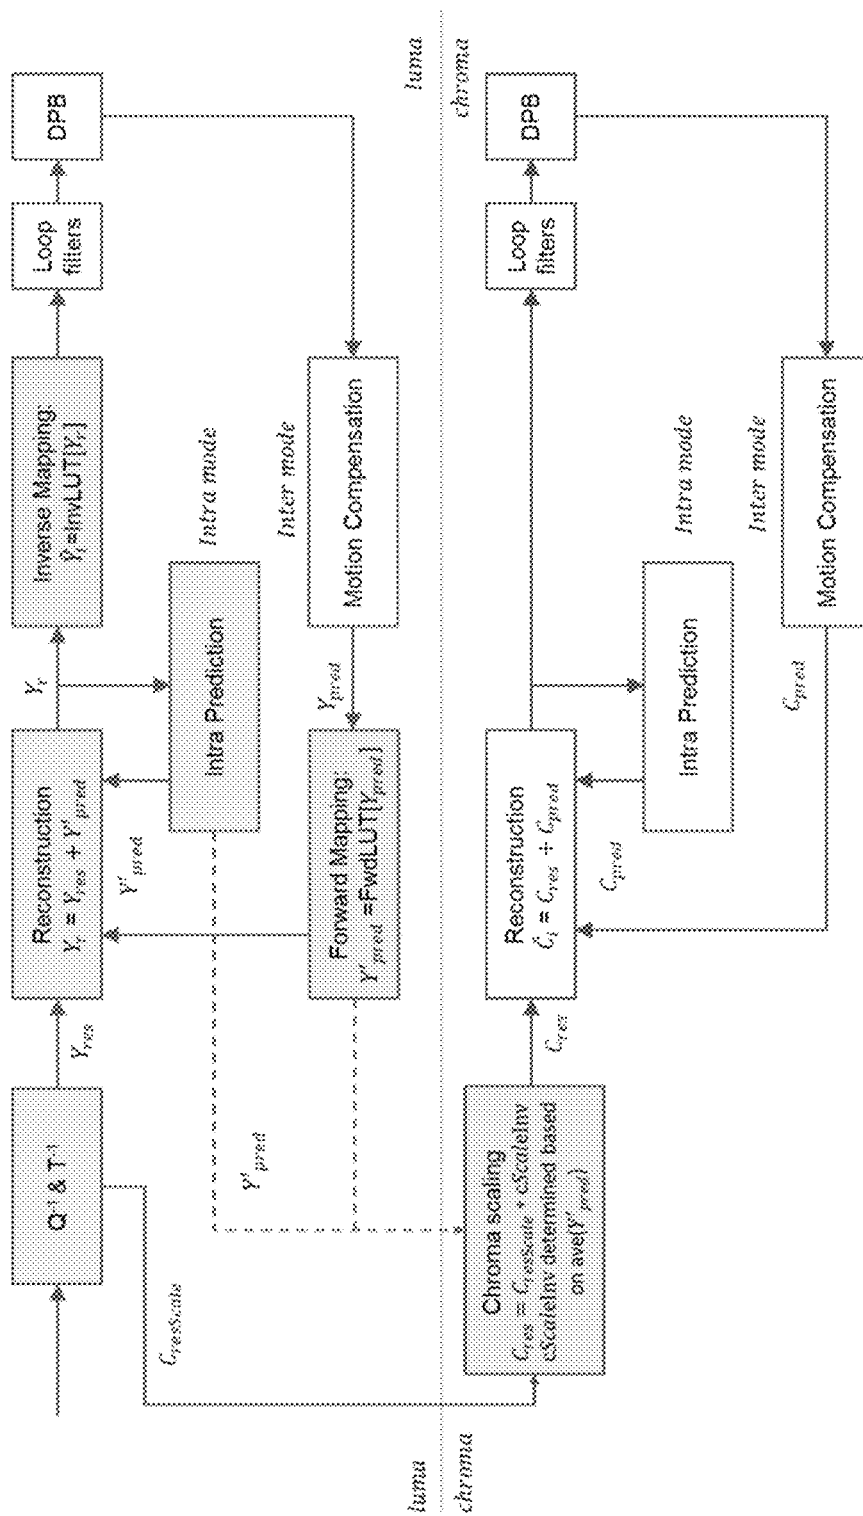 luma
chroma
Q⁻¹ & T⁻¹
Y_res
Reconstruction
Y_r = Y_res + Y'_pred
Y_r
Inverse Mapping:
Ŷ_i=InvLUT[Y_r]
Loop
filters
DPB
luma
Y'_pred
Intra Prediction
Intra mode
Y'_pred
Forward Mapping:
Y'_pred =FwdLUT[Y_pred]
Y_pred
Motion Compensation
Inter mode
C_resScale
chroma
Chroma scaling
C_res = C_resScale * cScaleInv
cScaleInv determined based
on ave(Y'_pred)
C_res
Reconstruction
Ĉ_i = C_res + C_pred
Loop
filters
DPB
C_pred
Intra Prediction
Intra mode
C_pred
Motion Compensation
Inter mode